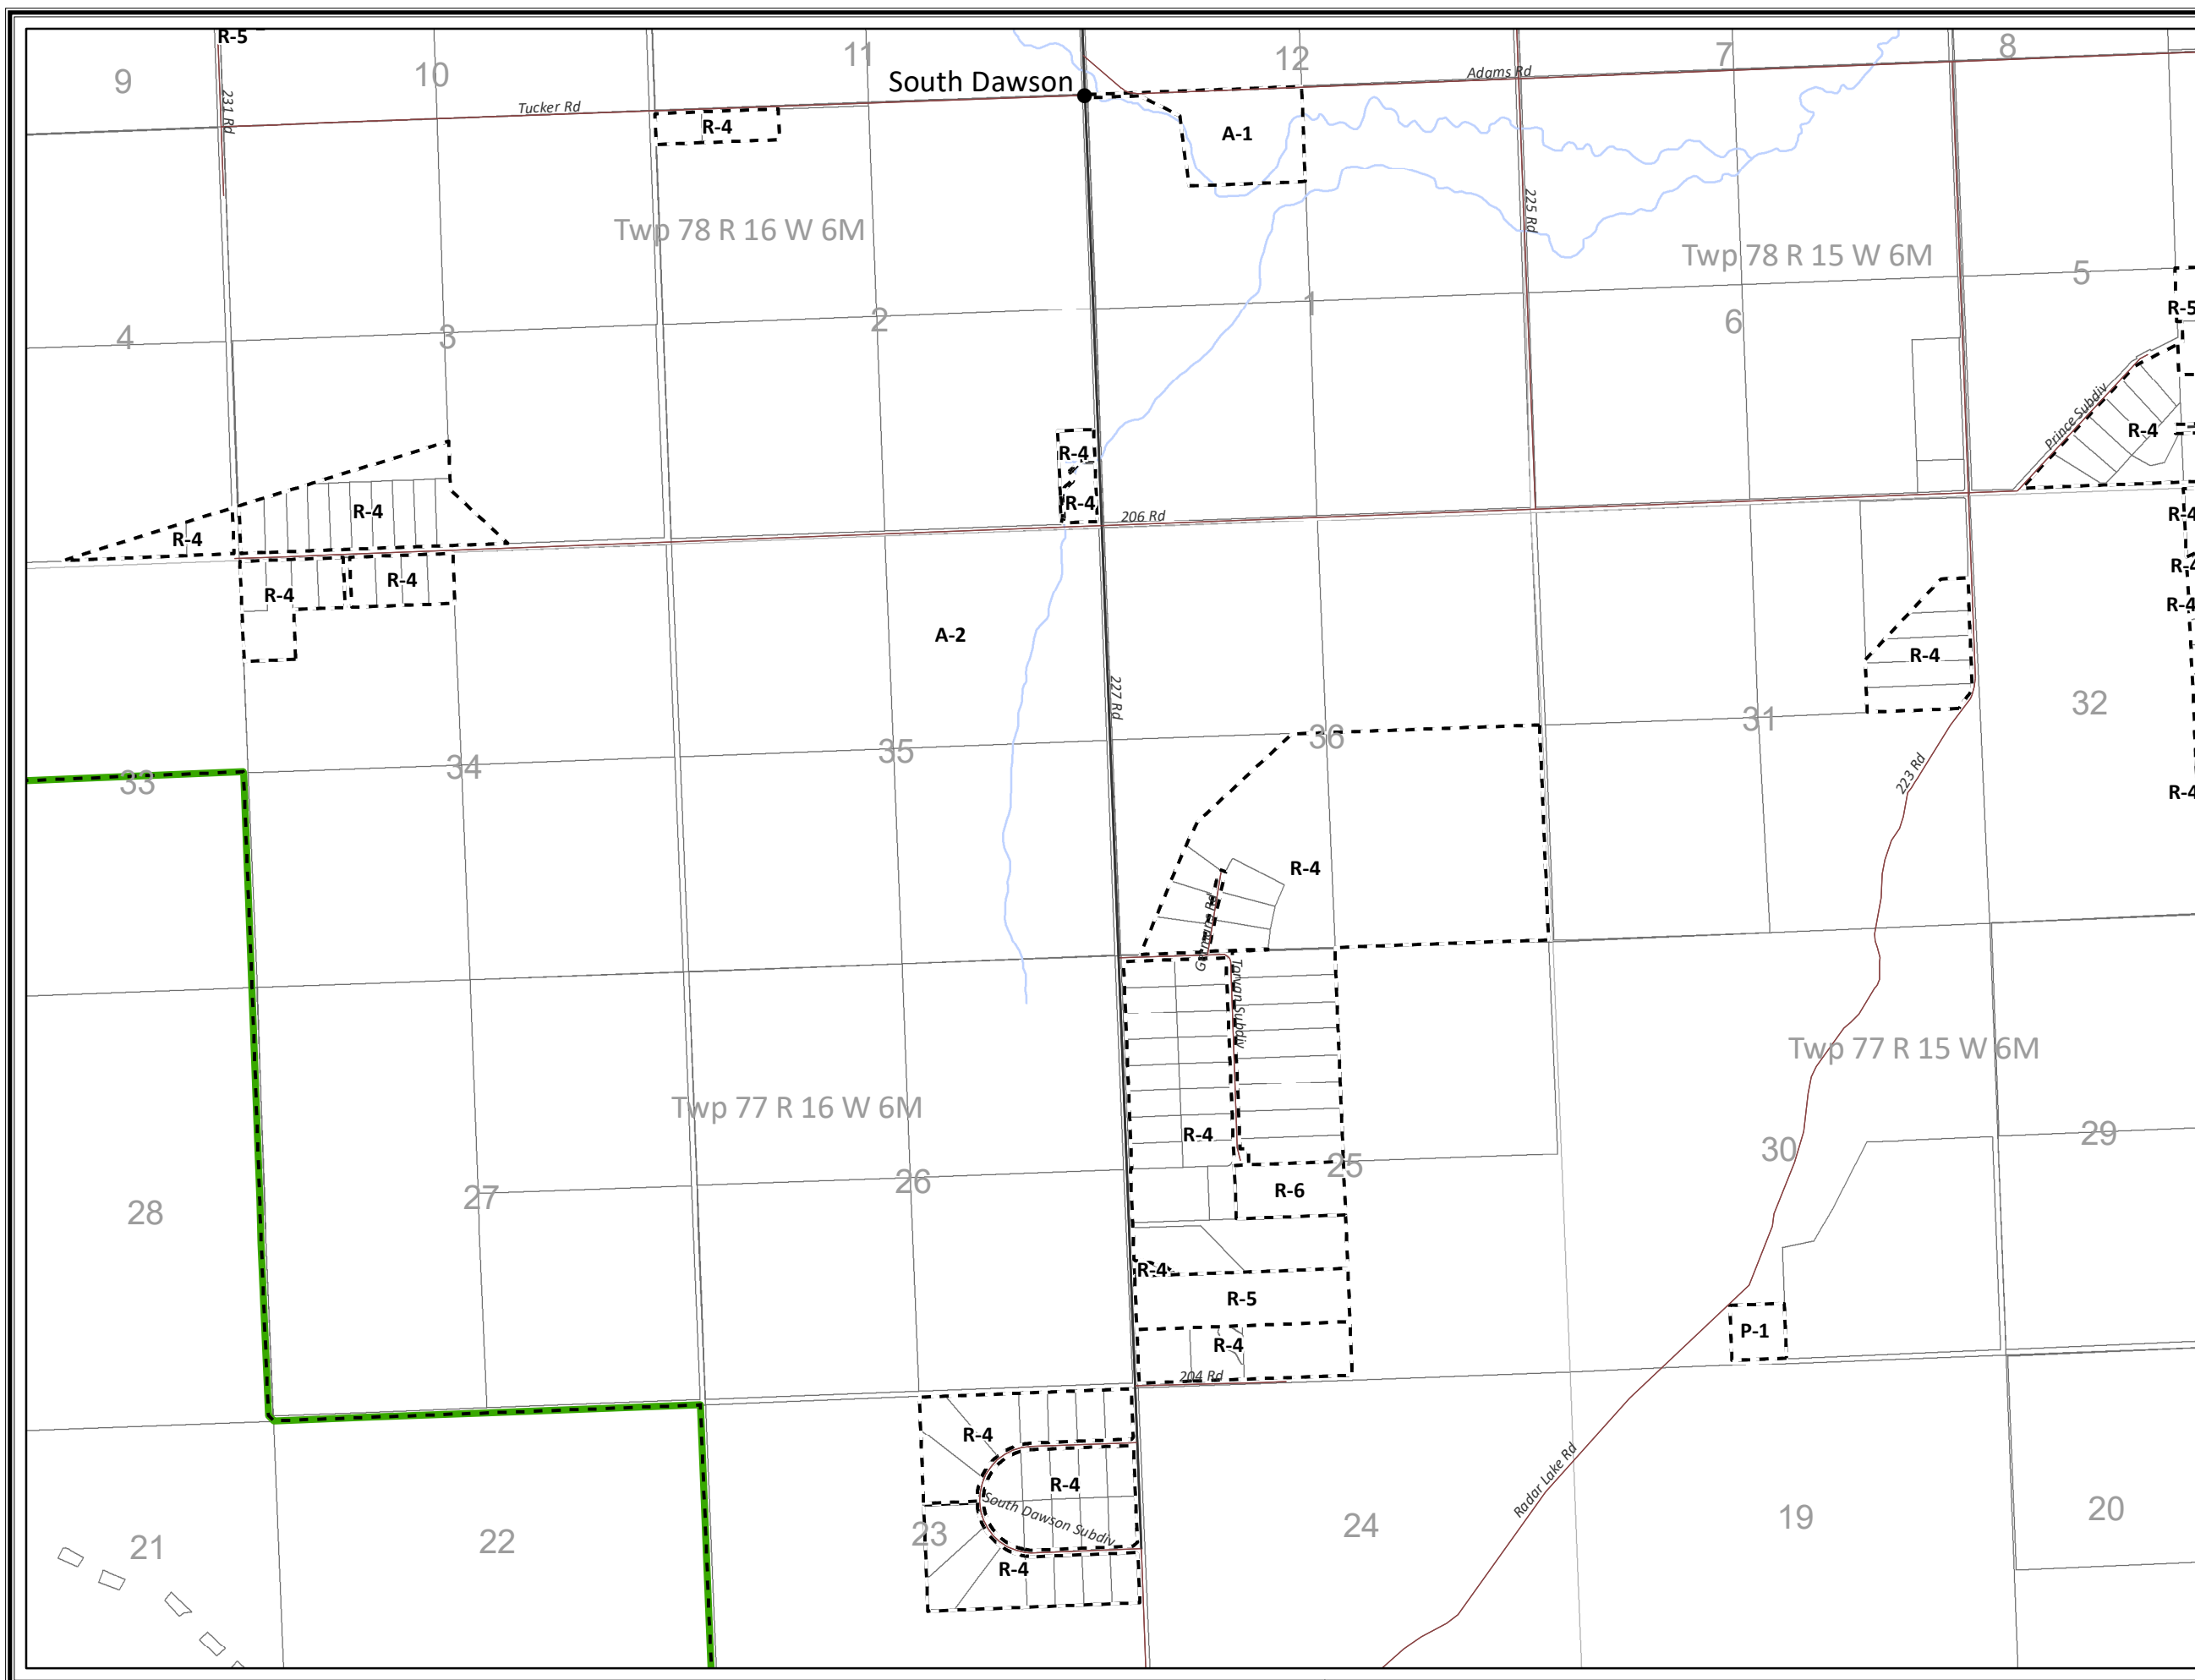 R-5
9
10
11
12
7
8
South Dawson
Adams Rd
Tucker Rd
231 Rd
R-4
A-1
Twp 78 R 16 W 6M
225 Rd
Twp 78 R 15 W 6M
5
R-5
4
3
2
1
6
Prince Subdiv
R-4
R-4
R-4
R-4
206 Rd
R-4
R-4
R-4
R-4
R-4
R-4
R-4
A-2
R-4
227 Rd
32
33
34
35
36
31
223 Rd
R-4
R-4
Tarvan Subdiv
Twp 77 R 15 W 6M
Twp 77 R 16 W 6M
R-4
28
27
26
R-6
25
30
29
R-4
R-5
R-4
P-1
204 Rd
R-4
R-4
South Dawson Subdiv
Radar Lake Rd
21
22
23
24
19
20
R-4